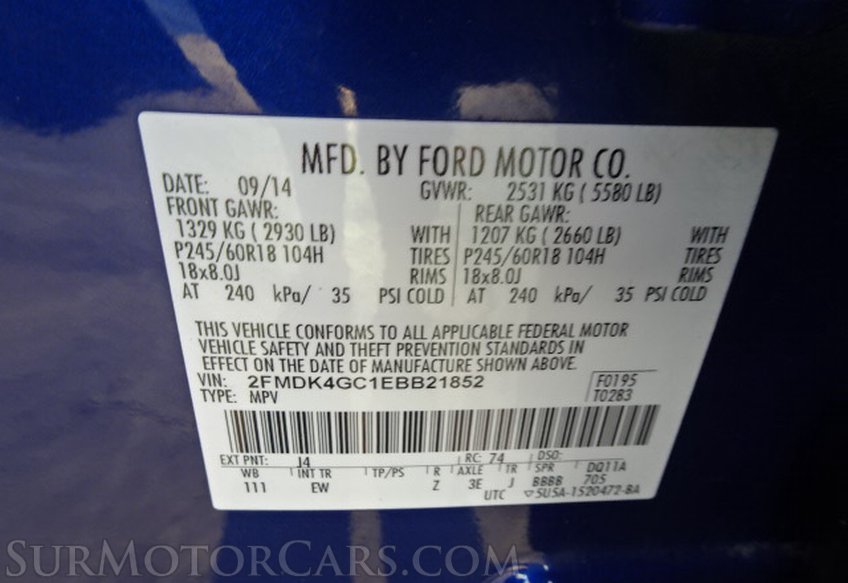 MFD. BY FORD MOTOR CO.
DATE: 09/14 GVWR: 2531 KG ( 5580 LB)
FRONT GAWR: REAR GAWR:
1329 KG ( 2930 LB) WITH 1207 KG ( 2660 LB) WITH
P245/60R18 104H TIRES P245/60R18 104H TIRES
18x8.0J RIMS 18x8.0J RIMS
AT 240 kPa/ 35 PSI COLD AT 240 kPa/ 35 PSI COLD
THIS VEHICLE CONFORMS TO ALL APPLICABLE FEDERAL MOTOR
VEHICLE SAFETY AND THEFT PREVENTION STANDARDS IN
EFFECT ON THE DATE OF MANUFACTURE SHOWN ABOVE.
VIN: 2FMDK4GC1EBB21852 F0195
TYPE: MPV T0283
EXT PNT: J4 RC: 74 DSO:
WB INT TR TP/PS R AXLE TR SPR DQ11A
111 EW Z 3E J BBBB 705
UTC ▽5U5A-1520472-BA
SURMOTORCARS.COM